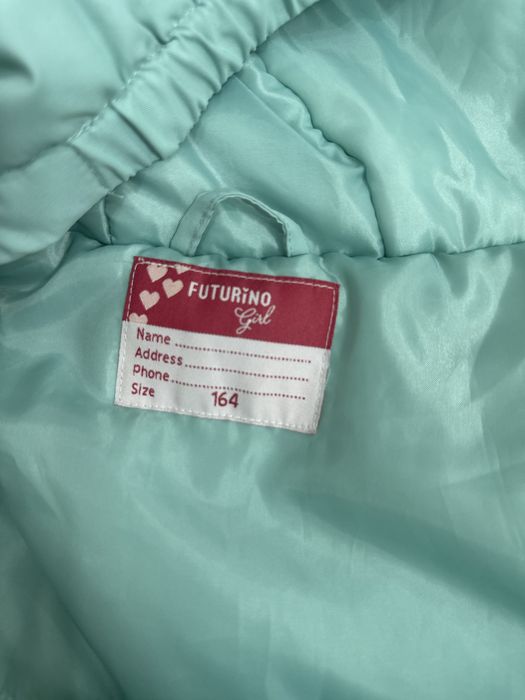 FUTURiNO
Girl
Name
Address
Phone
Size 164